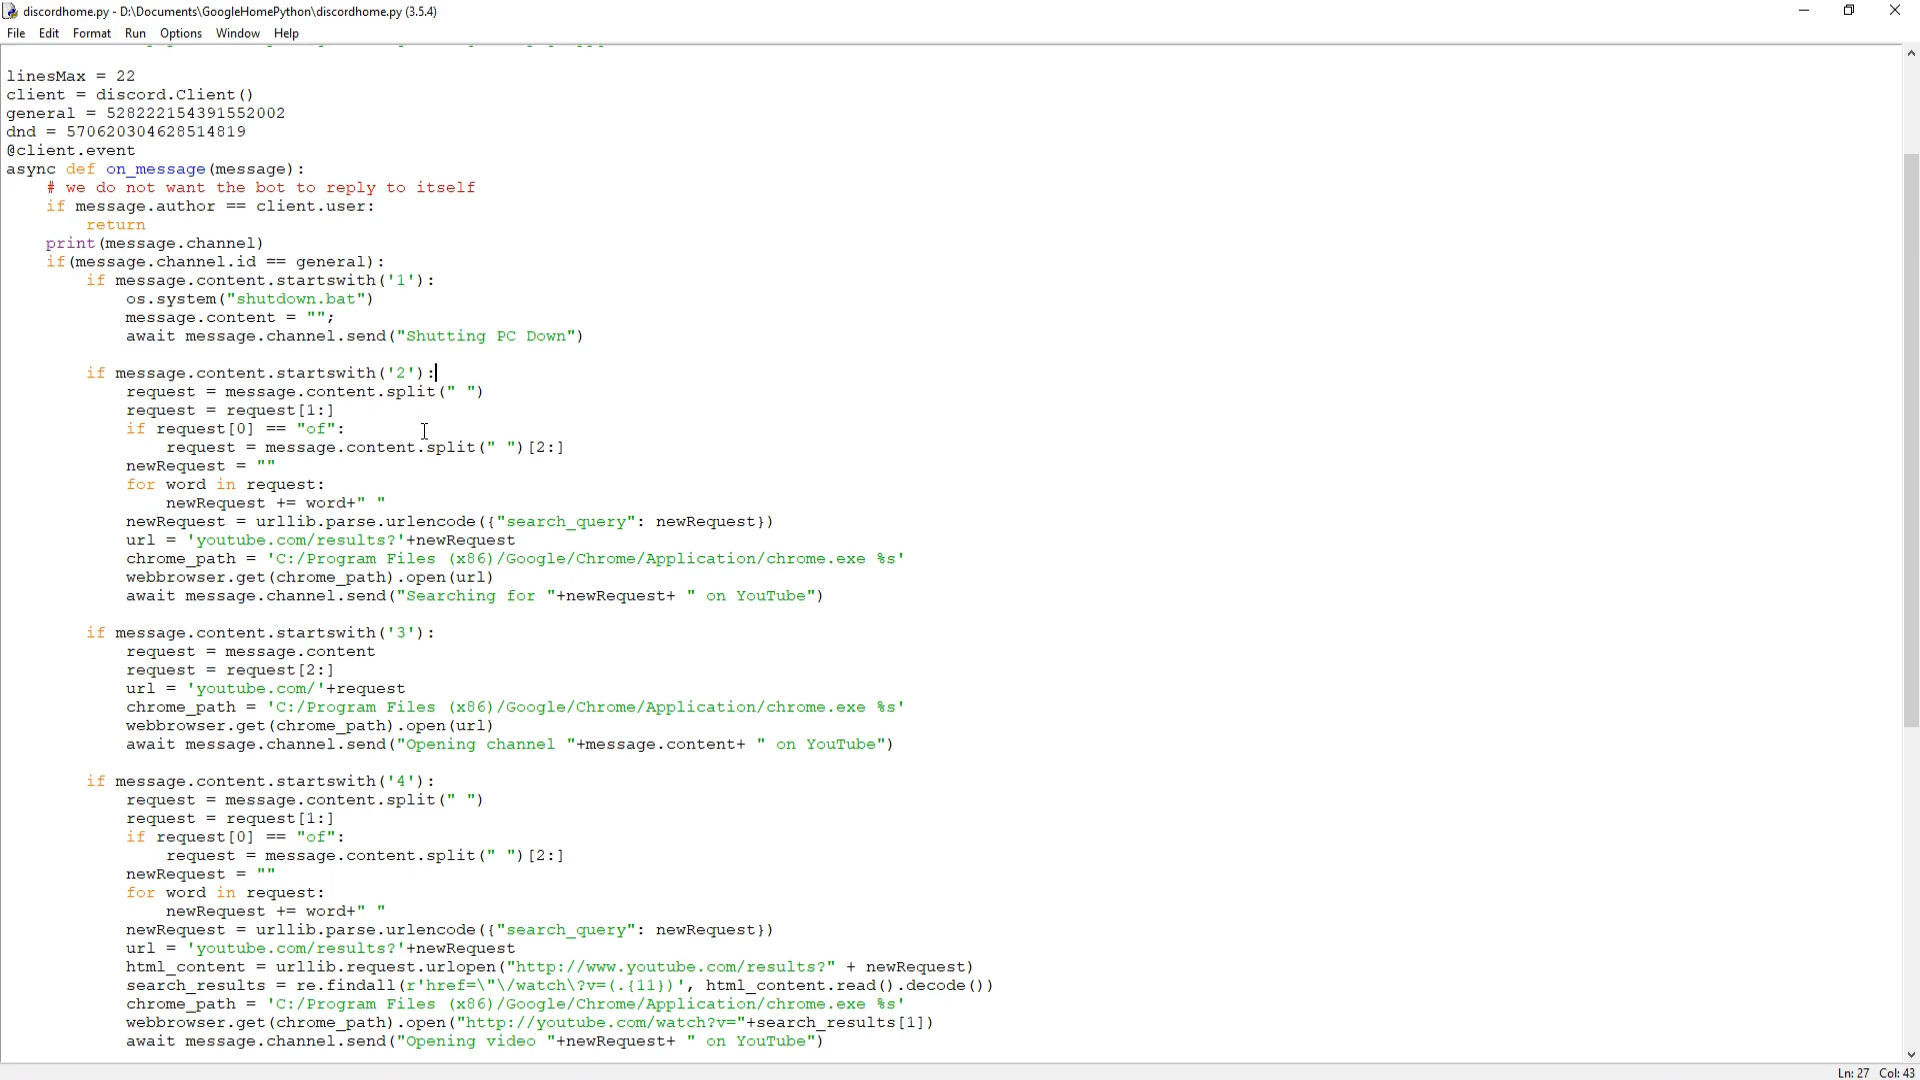 discordhome.py - D:\Documents\GoogleHomePython\discordhome.py (3.5.4)
File Edit Format Run Options Window Help
linesMax = 22
client = discord.Client()
general = 528222154391552002
dnd = 570620304628514819
@client.event
async def on_message(message):
    # we do not want the bot to reply to itself
    if message.author == client.user:
        return
    print(message.channel)
    if(message.channel.id == general):
        if message.content.startswith('1'):
            os.system("shutdown.bat")
            message.content = "";
            await message.channel.send("Shutting PC Down")
        if message.content.startswith('2'):
            request = message.content.split(" ")
            request = request[1:]
            if request[0] == "of":
                request = message.content.split(" ")[2:]
            newRequest = ""
            for word in request:
                newRequest += word+" "
            newRequest = urllib.parse.urlencode({"search_query": newRequest})
            url = 'youtube.com/results?'+newRequest
            chrome_path = 'C:/Program Files (x86)/Google/Chrome/Application/chrome.exe %s'
            webbrowser.get(chrome_path).open(url)
            await message.channel.send("Searching for "+newRequest+ " on YouTube")
        if message.content.startswith('3'):
            request = message.content
            request = request[2:]
            url = 'youtube.com/'+request
            chrome_path = 'C:/Program Files (x86)/Google/Chrome/Application/chrome.exe %s'
            webbrowser.get(chrome_path).open(url)
            await message.channel.send("Opening channel "+message.content+ " on YouTube")
        if message.content.startswith('4'):
            request = message.content.split(" ")
            request = request[1:]
            if request[0] == "of":
                request = message.content.split(" ")[2:]
            newRequest = ""
            for word in request:
                newRequest += word+" "
            newRequest = urllib.parse.urlencode({"search_query": newRequest})
            url = 'youtube.com/results?'+newRequest
            html_content = urllib.request.urlopen("http://www.youtube.com/results?" + newRequest)
            search_results = re.findall(r'href=\"\/watch\?v=(.{11})', html_content.read().decode())
            chrome_path = 'C:/Program Files (x86)/Google/Chrome/Application/chrome.exe %s'
            webbrowser.get(chrome_path).open("http://youtube.com/watch?v="+search_results[1])
            await message.channel.send("Opening video "+newRequest+ " on YouTube")
Ln: 27 Col: 43